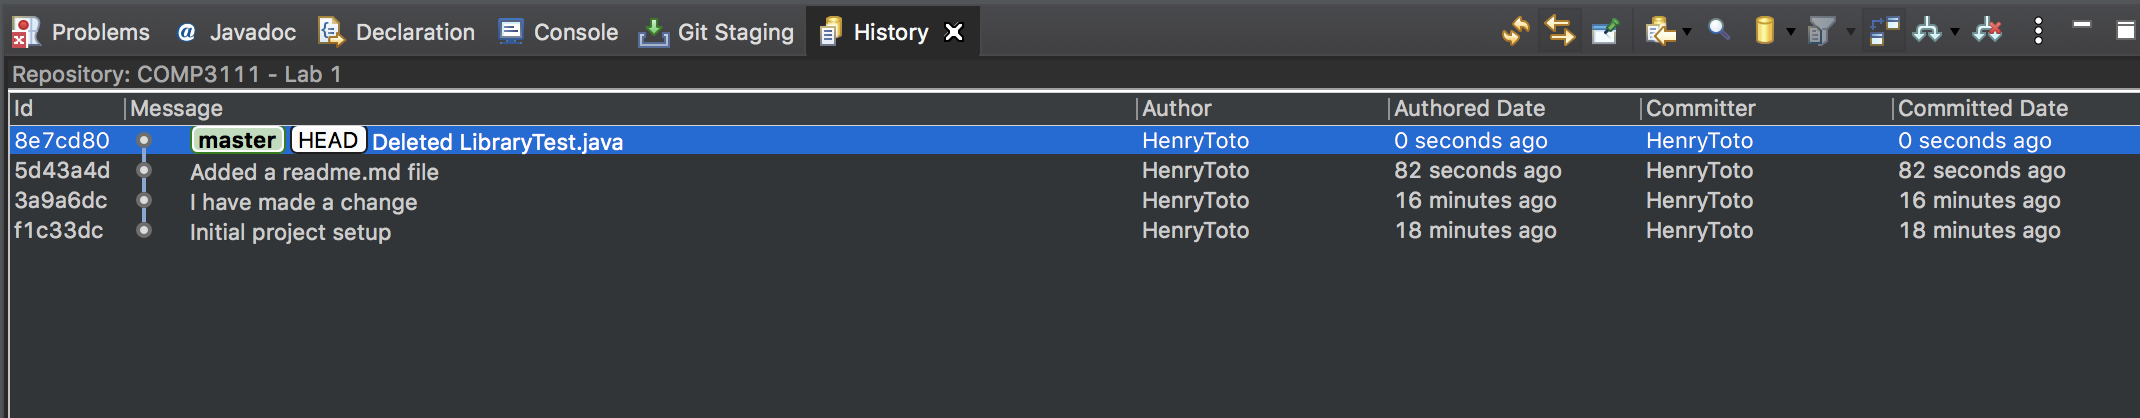 Problems @ Javadoc Declaration Console Git Staging History
Repository: COMP3111 - Lab 1
Id Message Author Authored Date Committer Committed Date
8e7cd80 master HEAD Deleted LibraryTest.java HenryToto 0 seconds ago HenryToto 0 seconds ago
5d43a4d Added a readme.md file HenryToto 82 seconds ago HenryToto 82 seconds ago
3a9a6dc I have made a change HenryToto 16 minutes ago HenryToto 16 minutes ago
f1c33dc Initial project setup HenryToto 18 minutes ago HenryToto 18 minutes ago